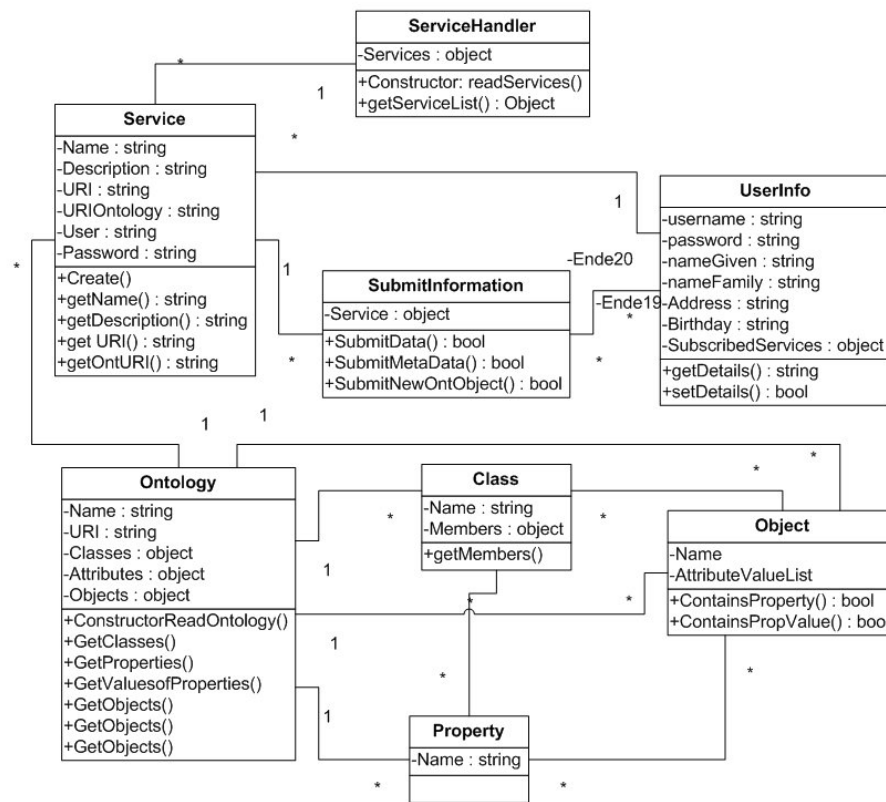 ServiceHandler
-Services : object
+Constructor: readServices()
+getServiceList() : Object
*
1
Service
-Name : string
-Description : string
-URI : string
-URIOntology : string
-User : string
-Password : string
+Create()
+getName() : string
+getDescription() : string
+get URI() : string
+getOntURI() : string
*
1
UserInfo
-username : string
-password : string
-nameGiven : string
-nameFamily : string
-Address : string
-Birthday : string
-SubscribedServices : object
+getDetails() : string
+setDetails() : bool
*
1
-Ende20
-Ende19
*
SubmitInformation
-Service : object
+SubmitData() : bool
+SubmitMetaData() : bool
+SubmitNewOntObject() : bool
*
*
1
1
*
*
Ontology
-Name : string
-URI : string
-Classes : object
-Attributes : object
-Objects : object
+ConstructorReadOntology()
+GetClasses()
+GetProperties()
+GetValuesofProperties()
+GetObjects()
+GetObjects()
+GetObjects()
Class
-Name : string
-Members : object
+getMembers()
*
*
1
Object
-Name
-AttributeValueList
+ContainsProperty() : bool
+ContainsPropValue() : boo
*
*
1
*
*
1
Property
-Name : string
*
*